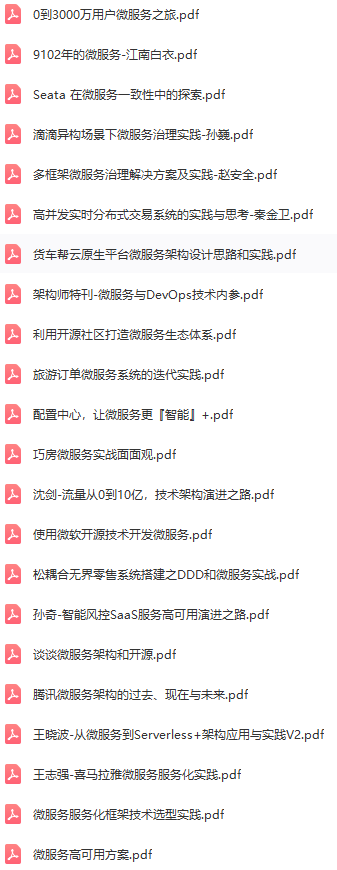 0到3000万用户微服务之旅.pdf
9102年的微服务-江南白衣.pdf
Seata 在微服务一致性中的探索.pdf
滴滴异构场景下微服务治理实践-孙巍.pdf
多框架微服务治理解决方案及实践-赵安全.pdf
高并发实时分布式交易系统的实践与思考-秦金卫.pdf
货车帮云原生平台微服务架构设计思路和实践.pdf
架构师特刊-微服务与DevOps技术内参.pdf
利用开源社区打造微服务生态体系.pdf
旅游订单微服务系统的迭代实践.pdf
配置中心，让微服务更『智能』+.pdf
巧房微服务实战面面观.pdf
沈剑-流量从0到10亿，技术架构演进之路.pdf
使用微软开源技术开发微服务.pdf
松耦合无界零售系统搭建之DDD和微服务实战.pdf
孙奇-智能风控SaaS服务高可用演进之路.pdf
谈谈微服务架构和开源.pdf
腾讯微服务架构的过去、现在与未来.pdf
王晓波-从微服务到Serverless+架构应用与实践V2.pdf
王志强-喜马拉雅微服务服务化实践.pdf
微服务服务化框架技术选型实践.pdf
微服务高可用方案.pdf